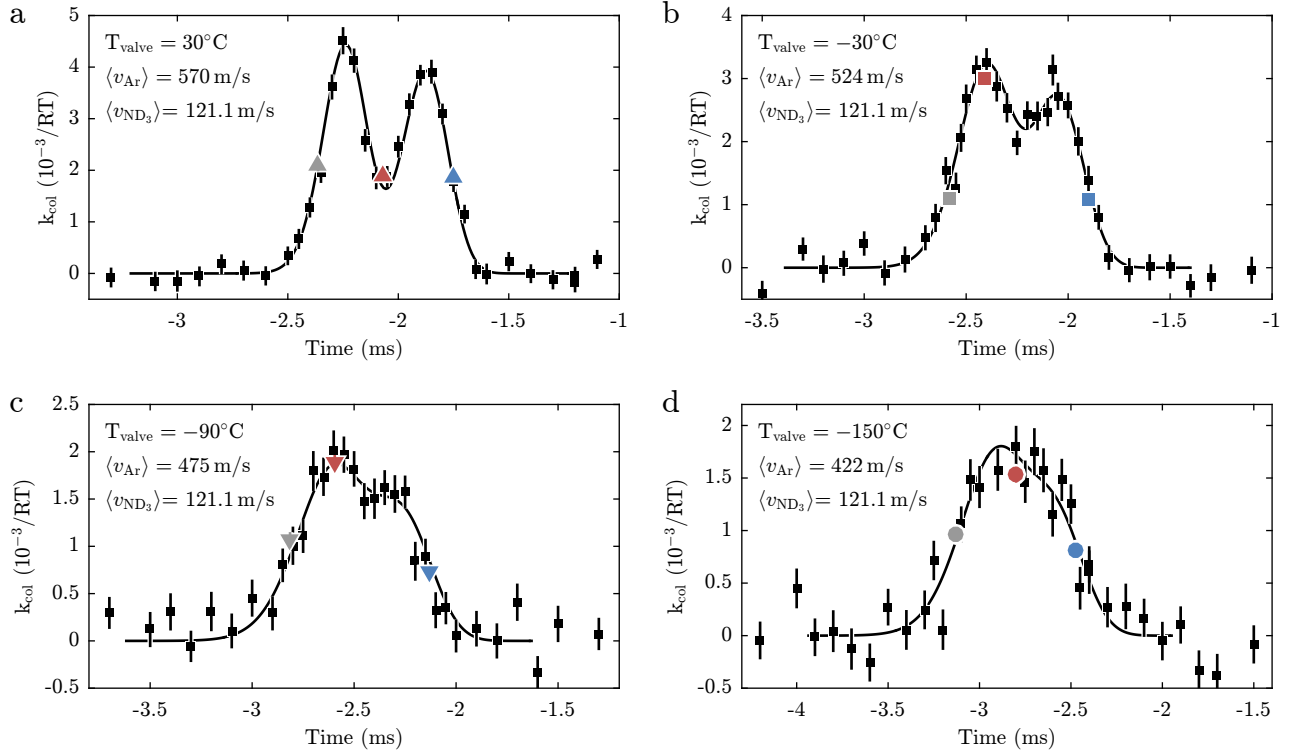 a
T_valve = 30°C
⟨v_Ar⟩ = 570 m/s
⟨v_ND₃⟩ = 121.1 m/s
k_col (10⁻³/RT)
5
4
3
2
1
0
-3 -2.5 -2 -1.5 -1
Time (ms)
b
T_valve = −30°C
⟨v_Ar⟩ = 524 m/s
⟨v_ND₃⟩ = 121.1 m/s
k_col (10⁻³/RT)
4
3
2
1
0
-3.5 -3 -2.5 -2 -1.5 -1
Time (ms)
c
T_valve = −90°C
⟨v_Ar⟩ = 475 m/s
⟨v_ND₃⟩ = 121.1 m/s
k_col (10⁻³/RT)
2.5
2
1.5
1
0.5
0
-0.5
-3.5 -3 -2.5 -2 -1.5
Time (ms)
d
T_valve = −150°C
⟨v_Ar⟩ = 422 m/s
⟨v_ND₃⟩= 121.1 m/s
k_col (10⁻³/RT)
2
1.5
1
0.5
0
-0.5
-4 -3.5 -3 -2.5 -2 -1.5
Time (ms)